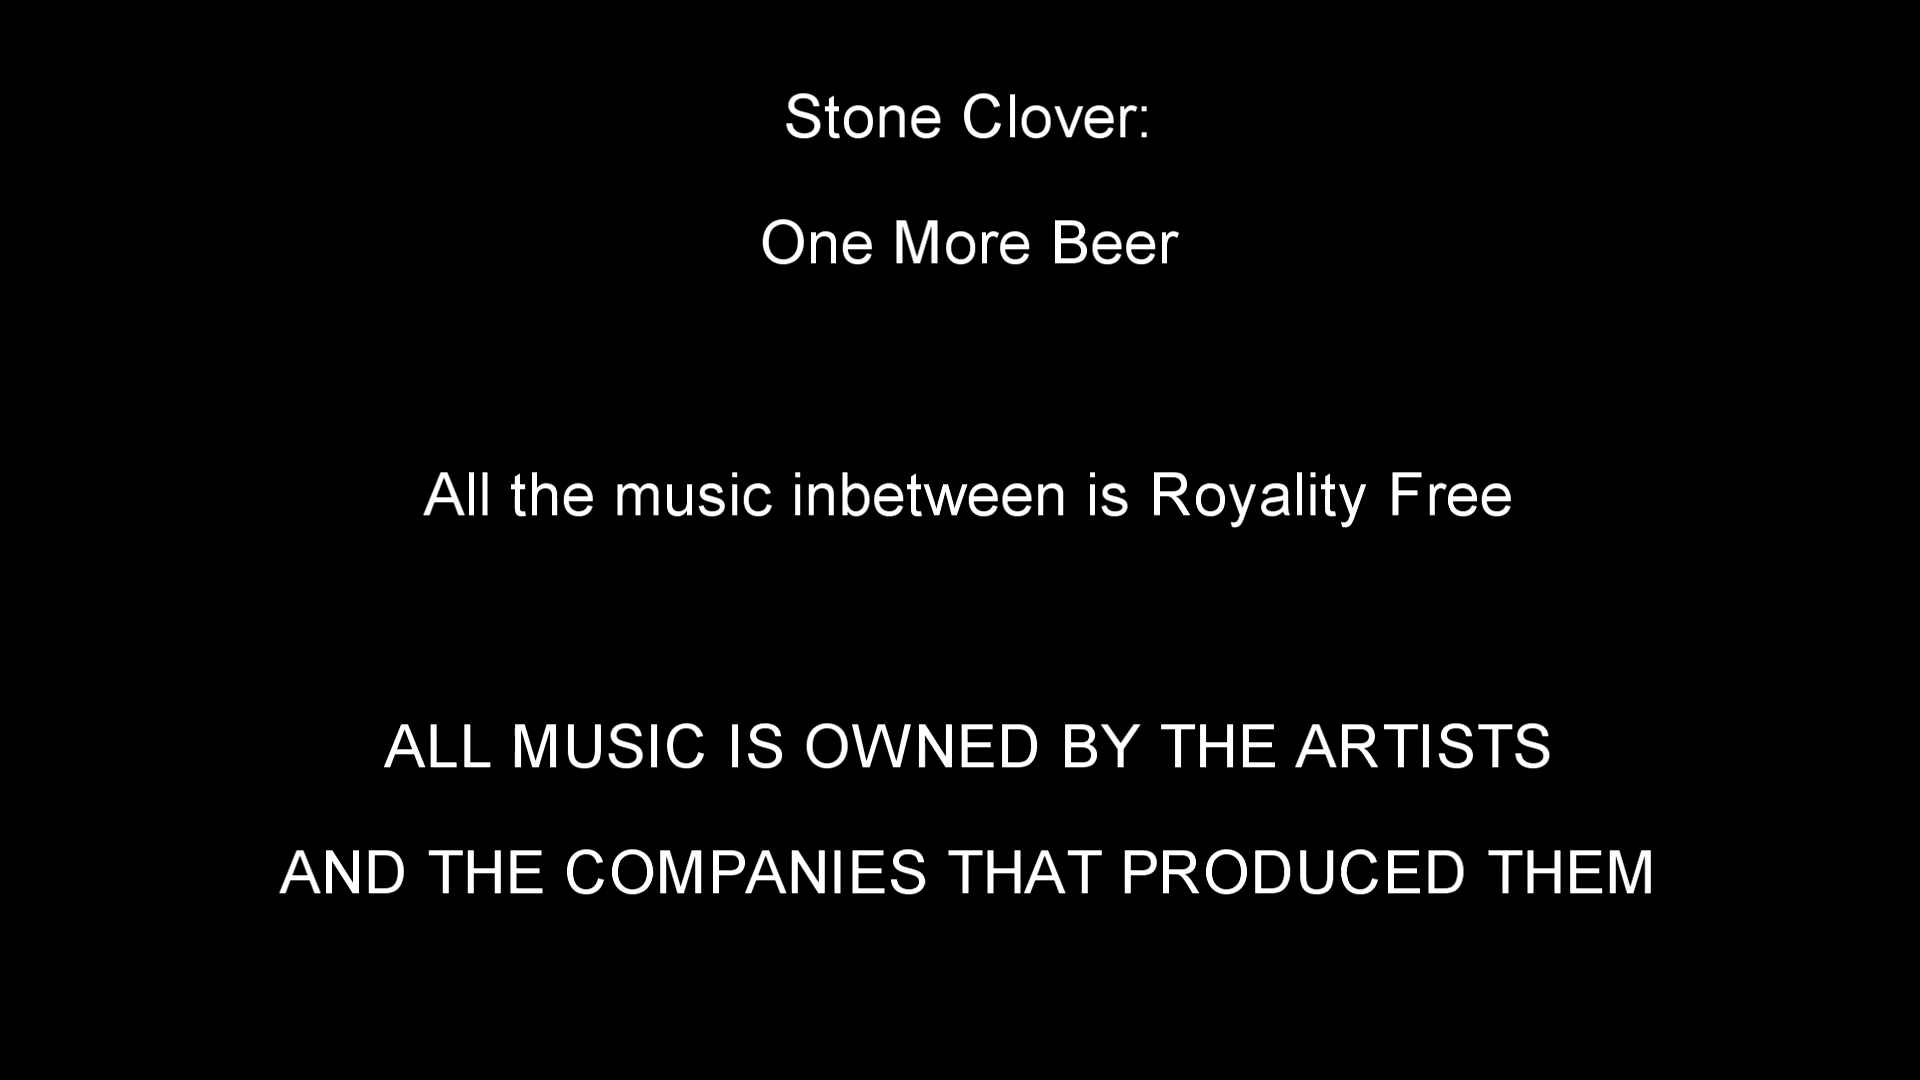 Stone Clover:
One More Beer
All the music inbetween is Royality Free
ALL MUSIC IS OWNED BY THE ARTISTS
AND THE COMPANIES THAT PRODUCED THEM